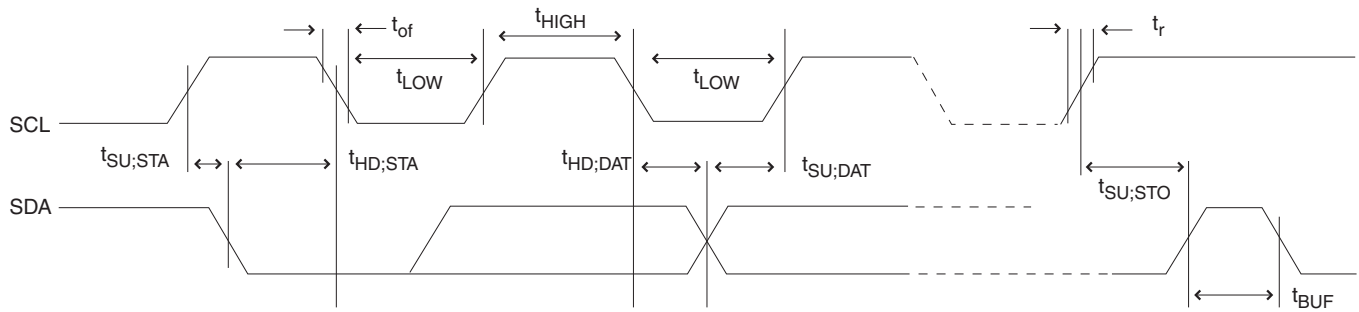 t_of
t_HIGH
t_r
t_LOW
t_LOW
SCL
t_SU;STA
t_HD;STA
t_HD;DAT
t_SU;DAT
t_SU;STO
SDA
t_BUF